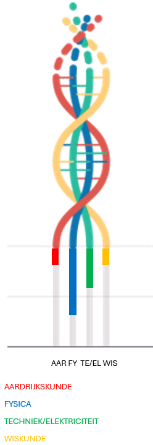 AAR FY TE/EL WIS
AARDRIJKSKUNDE
FYSICA
TECHNIEK/ELEKTRICITEIT
WISKUNDE